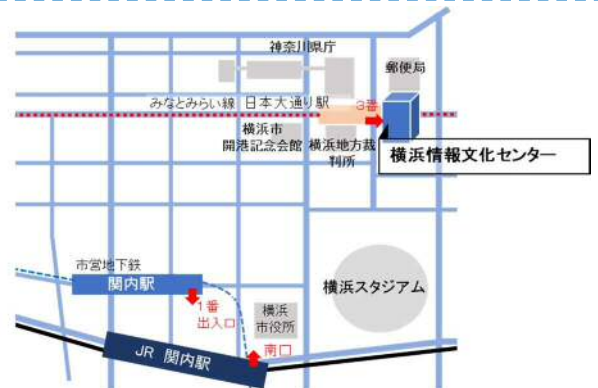 神奈川県庁
郵便局
みなとみらい線 日本大通り駅
3番
横浜市
開港記念会館
横浜地方裁
判所
横浜情報文化センター
市営地下鉄
関内駅
1番
出入口
横浜
市役所
横浜スタジアム
JR 関内駅
南口